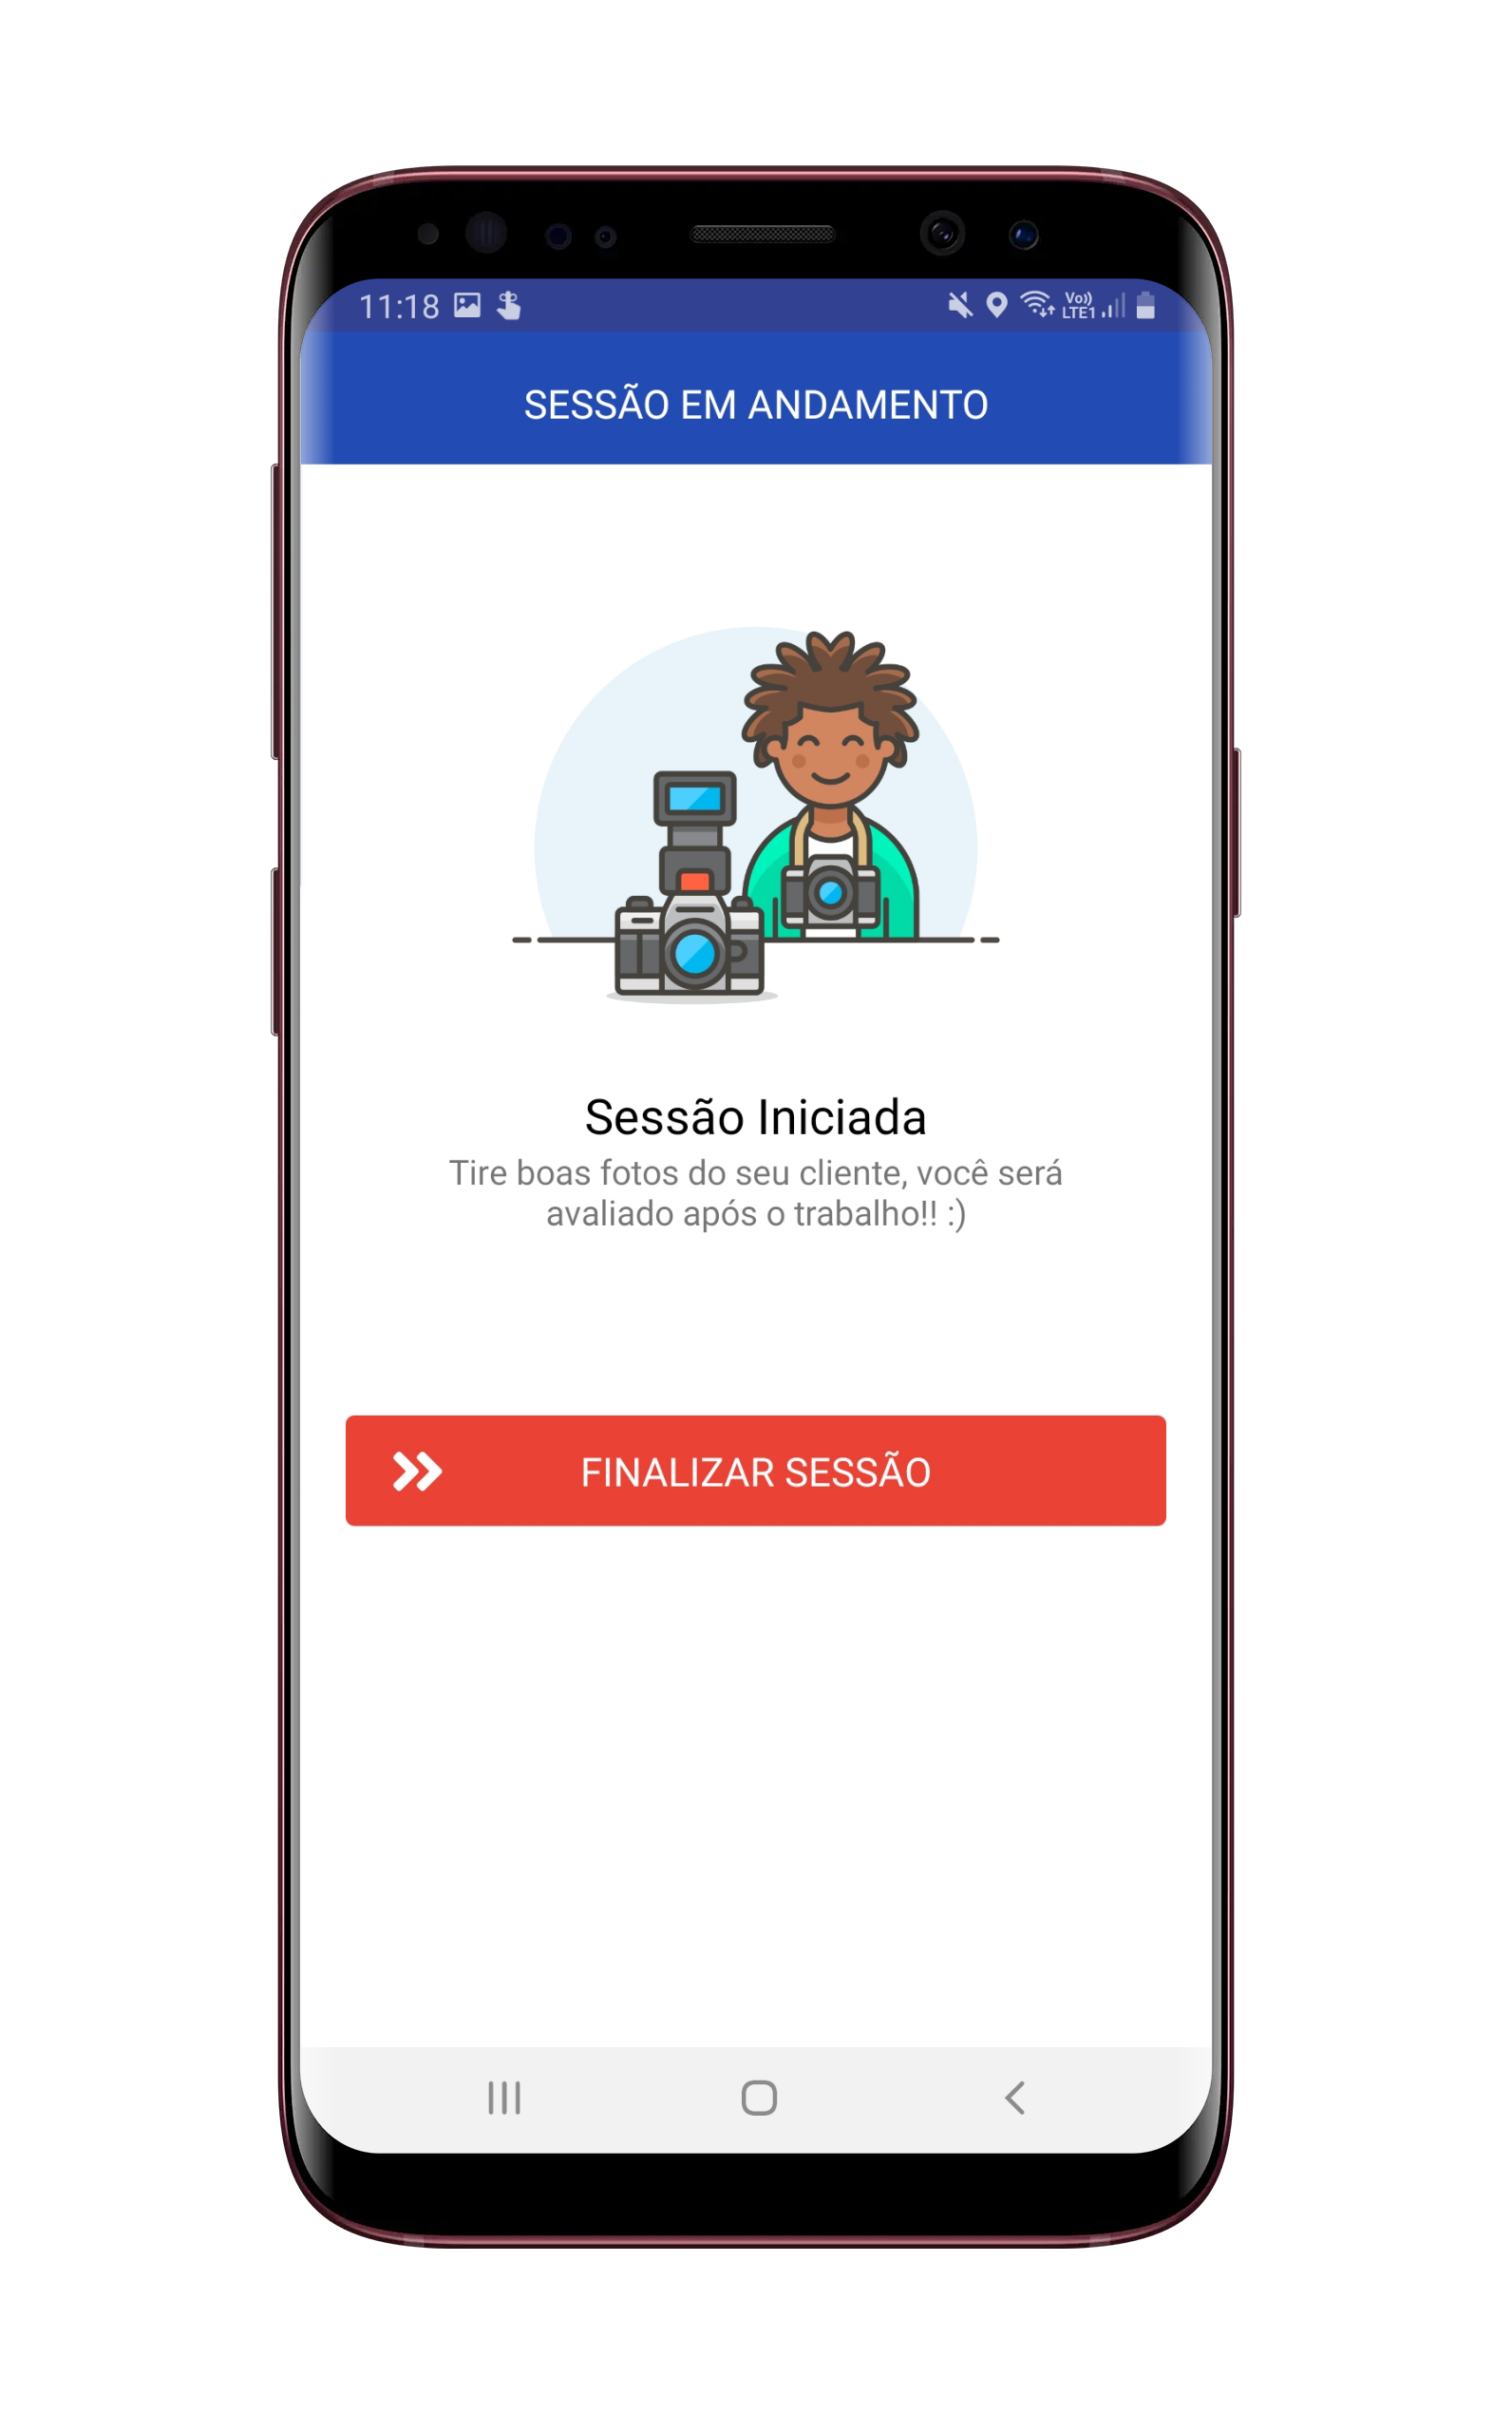 11:18
Vo))
LTE1
SESSÃO EM ANDAMENTO
Sessão Iniciada
Tire boas fotos do seu cliente, você será
avaliado após o trabalho!! :)
FINALIZAR SESSÃO